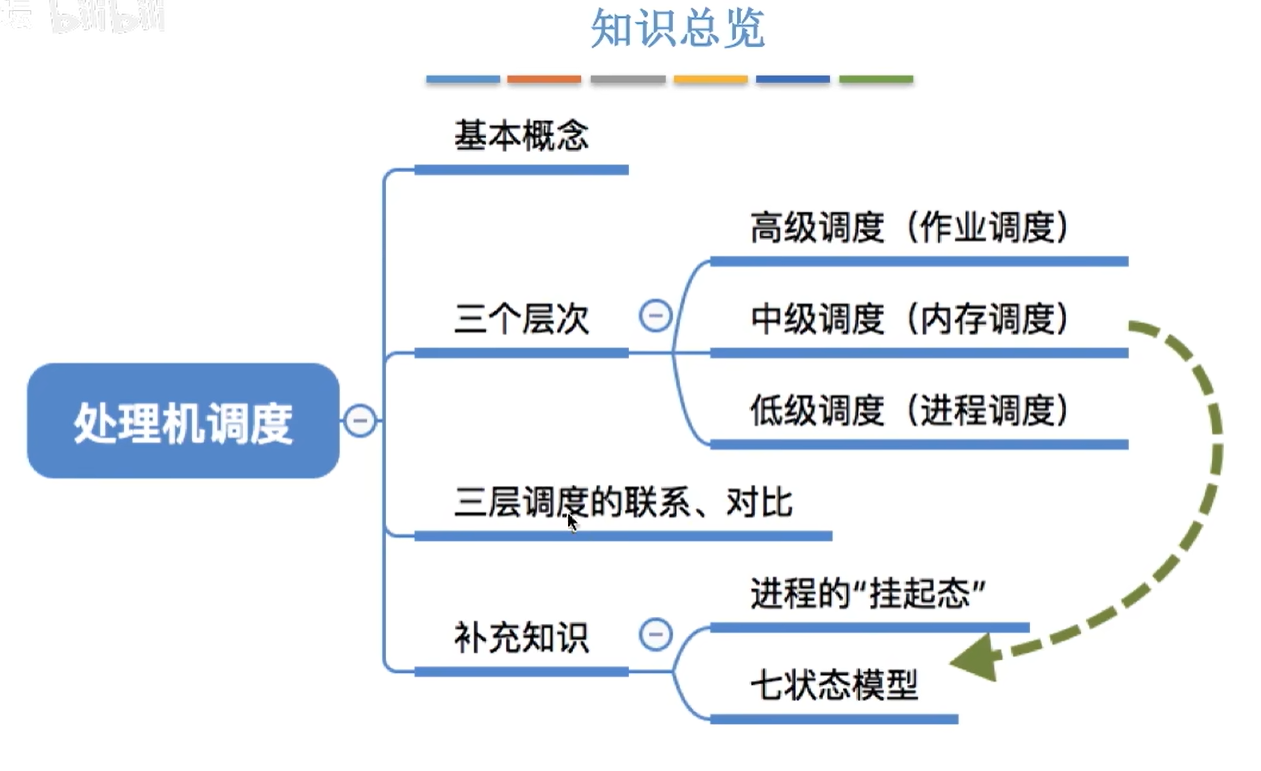 知识总览
基本概念
高级调度（作业调度）
三个层次
中级调度（内存调度）
低级调度（进程调度）
处理机调度
三层调度的联系、对比
进程的“挂起态”
补充知识
七状态模型